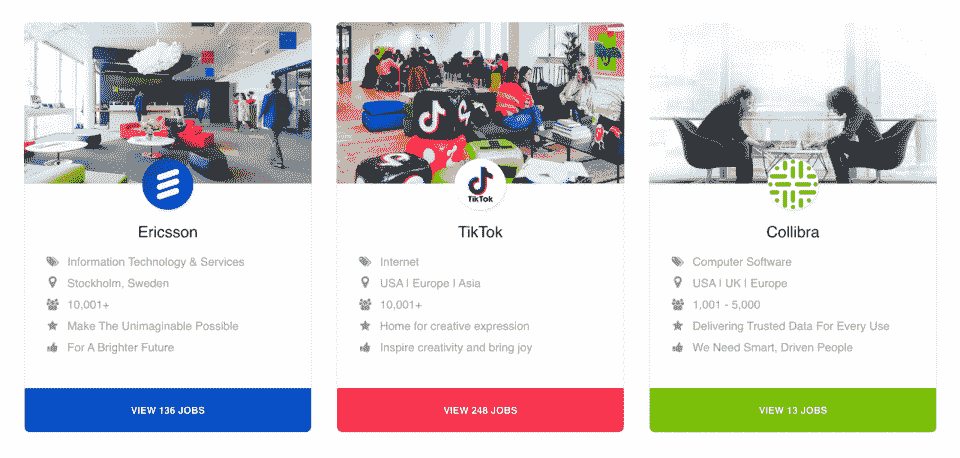 TikTok
Ericsson
Information Technology & Services
Stockholm, Sweden
10,001+
Make The Unimaginable Possible
For A Brighter Future
VIEW 136 JOBS
TikTok
Internet
USA | Europe | Asia
10,001+
Home for creative expression
Inspire creativity and bring joy
VIEW 248 JOBS
Collibra
Computer Software
USA | UK | Europe
1,001 - 5,000
Delivering Trusted Data For Every Use
We Need Smart, Driven People
VIEW 13 JOBS